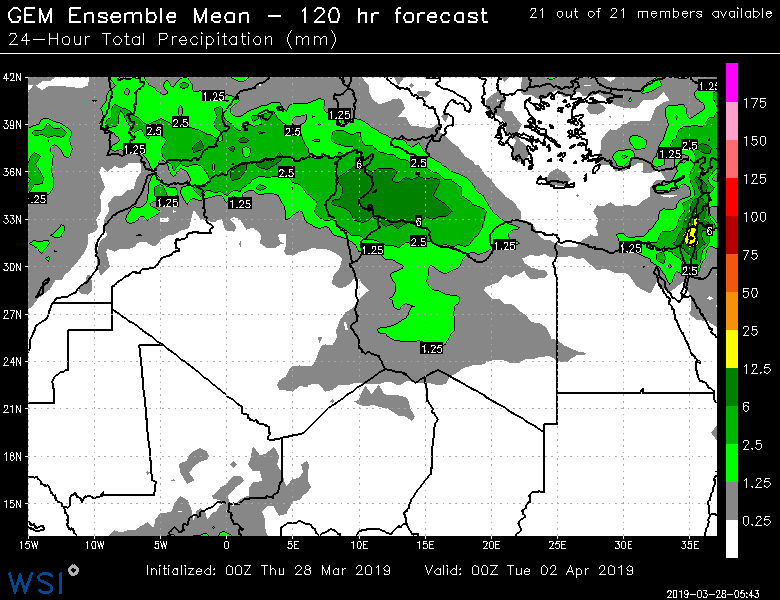 GEM Ensemble Mean – 120 hr forecast
21 out of 21 members available
24-Hour Total Precipitation (mm)
42N
39N
36N
33N
30N
27N
24N
21N
18N
15N
1.25
1.25
2.5
2.5
2.5
1.25
1.25
2.5
1.25
6
2.5
2.5
1.25
.25
1.25
1.25
6
6
2.5
1.25
1.25
1.25
2.5
1.25
175
150
125
100
75
50
25
12.5
6
2.5
1.25
0.25
15W 10W 5W 0 5E 10E 15E 20E 25E 30E 35E
Initialized: 00Z Thu 28 Mar 2019 Valid: 00Z Tue 02 Apr 2019
WSI
2019-03-28-05:43